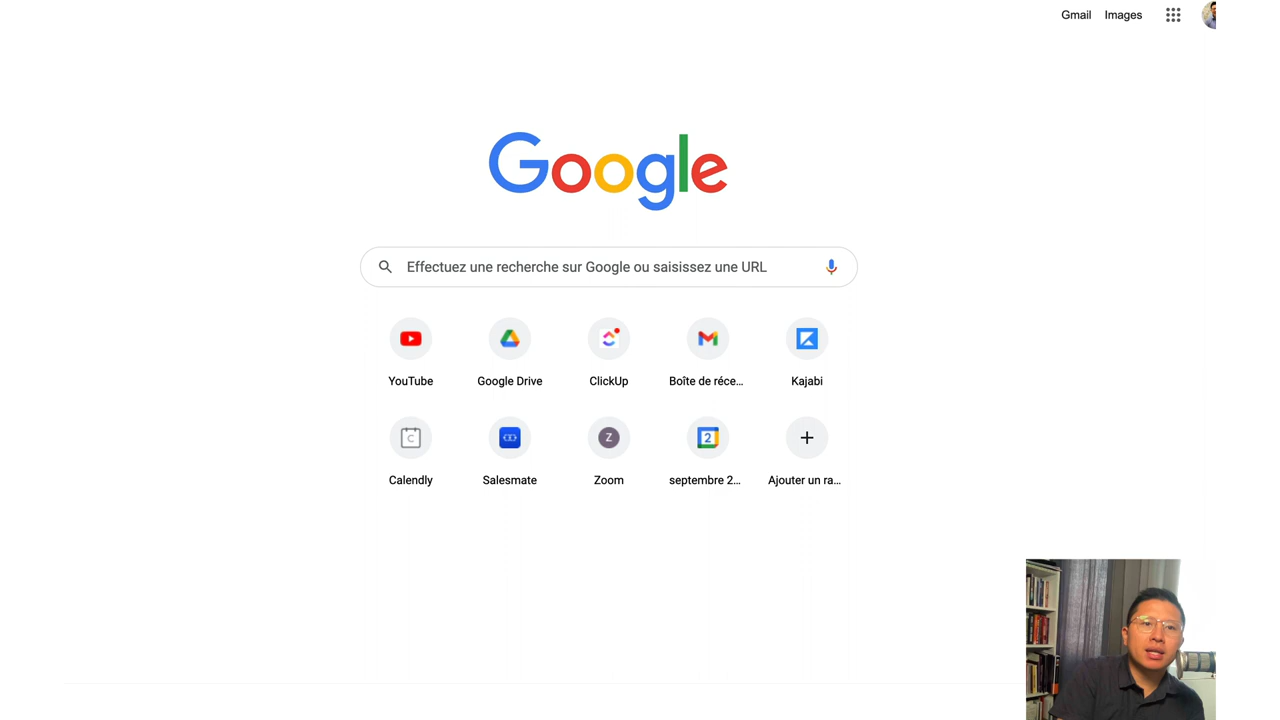 Gmail Images
Google
Effectuez une recherche sur Google ou saisissez une URL
YouTube Google Drive ClickUp Boîte de réce... Kajabi
C Z 2
Calendly Salesmate Zoom septembre 2... Ajouter un ra...